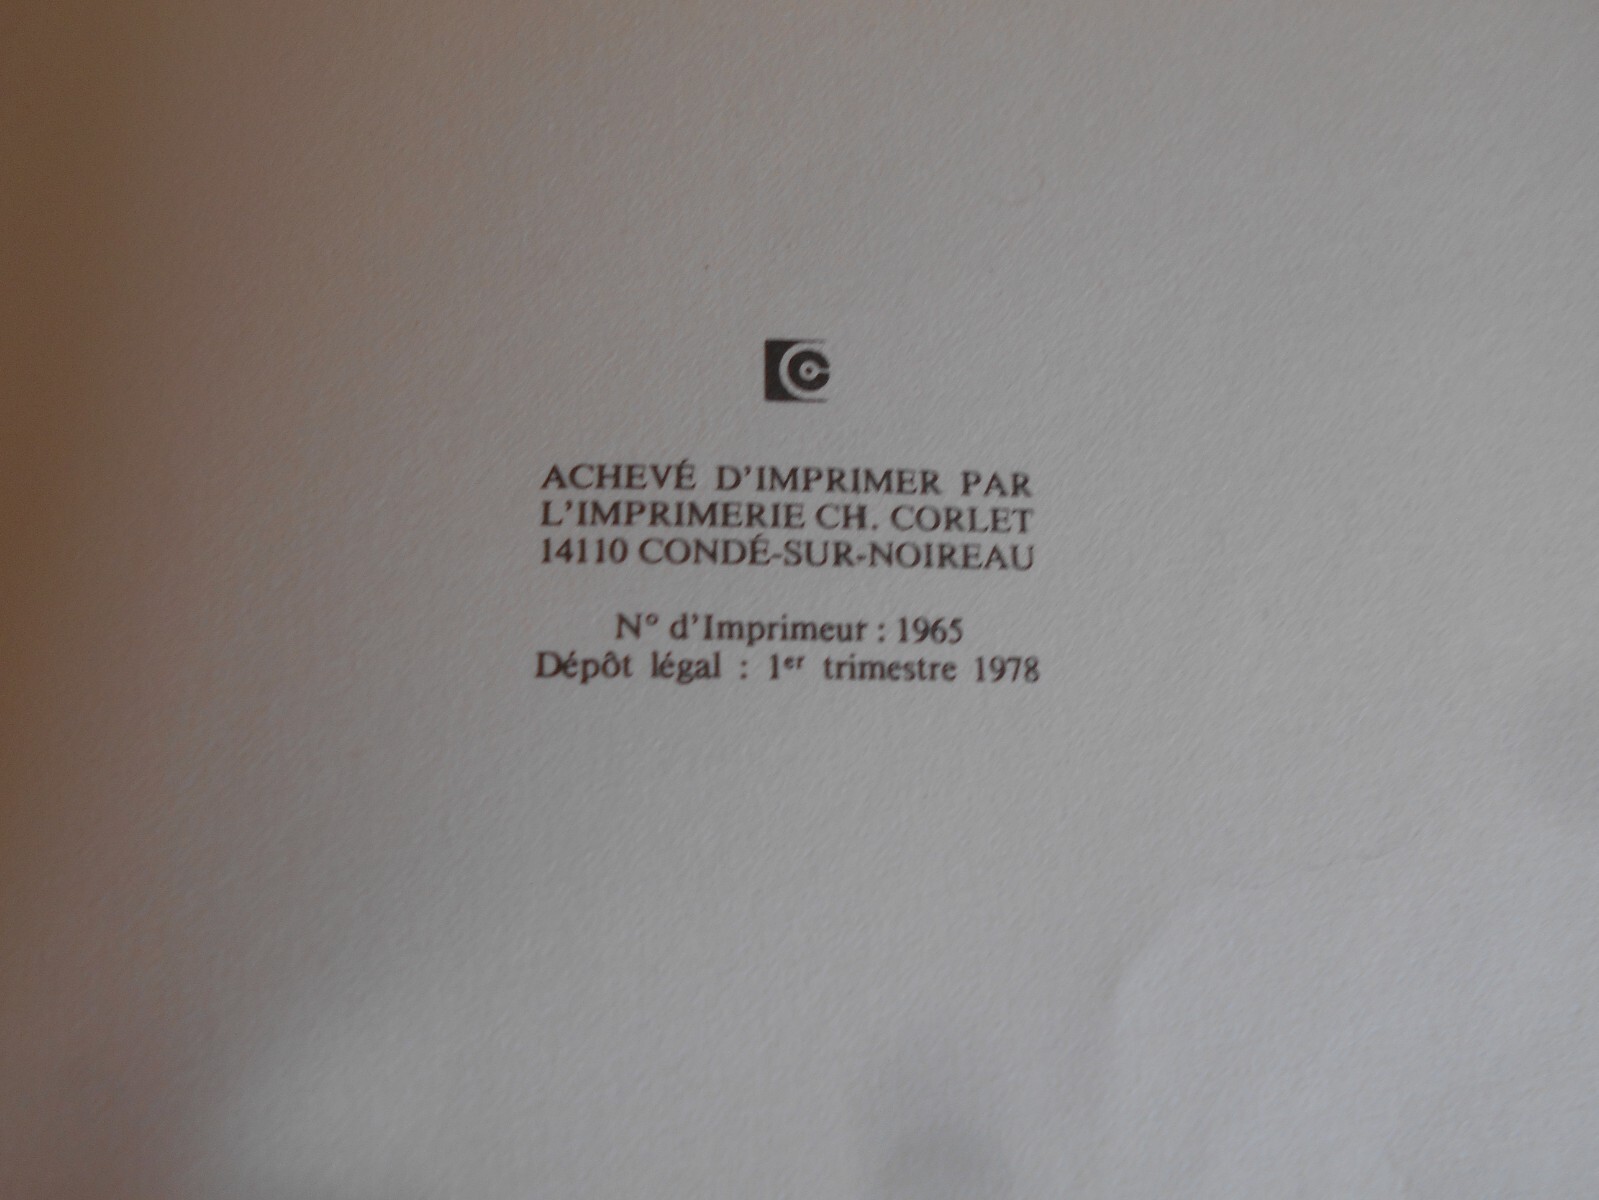 ACHEVÉ D'IMPRIMER PAR
L'IMPRIMERIE CH. CORLET
14110 CONDÉ-SUR-NOIREAU
N° d'Imprimeur : 1965
Dépôt légal : 1er trimestre 1978